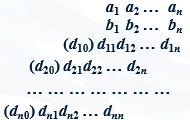 a₁ a₂ ... aₙ
b₁ b₂ ... bₙ
(d₁₀) d₁₁d₁₂ ... d₁ₙ
(d₂₀) d₂₁d₂₂ ... d₂ₙ
... ... ... ... ... ... ...
(dₙ₀) dₙ₁dₙ₂ ... dₙₙ